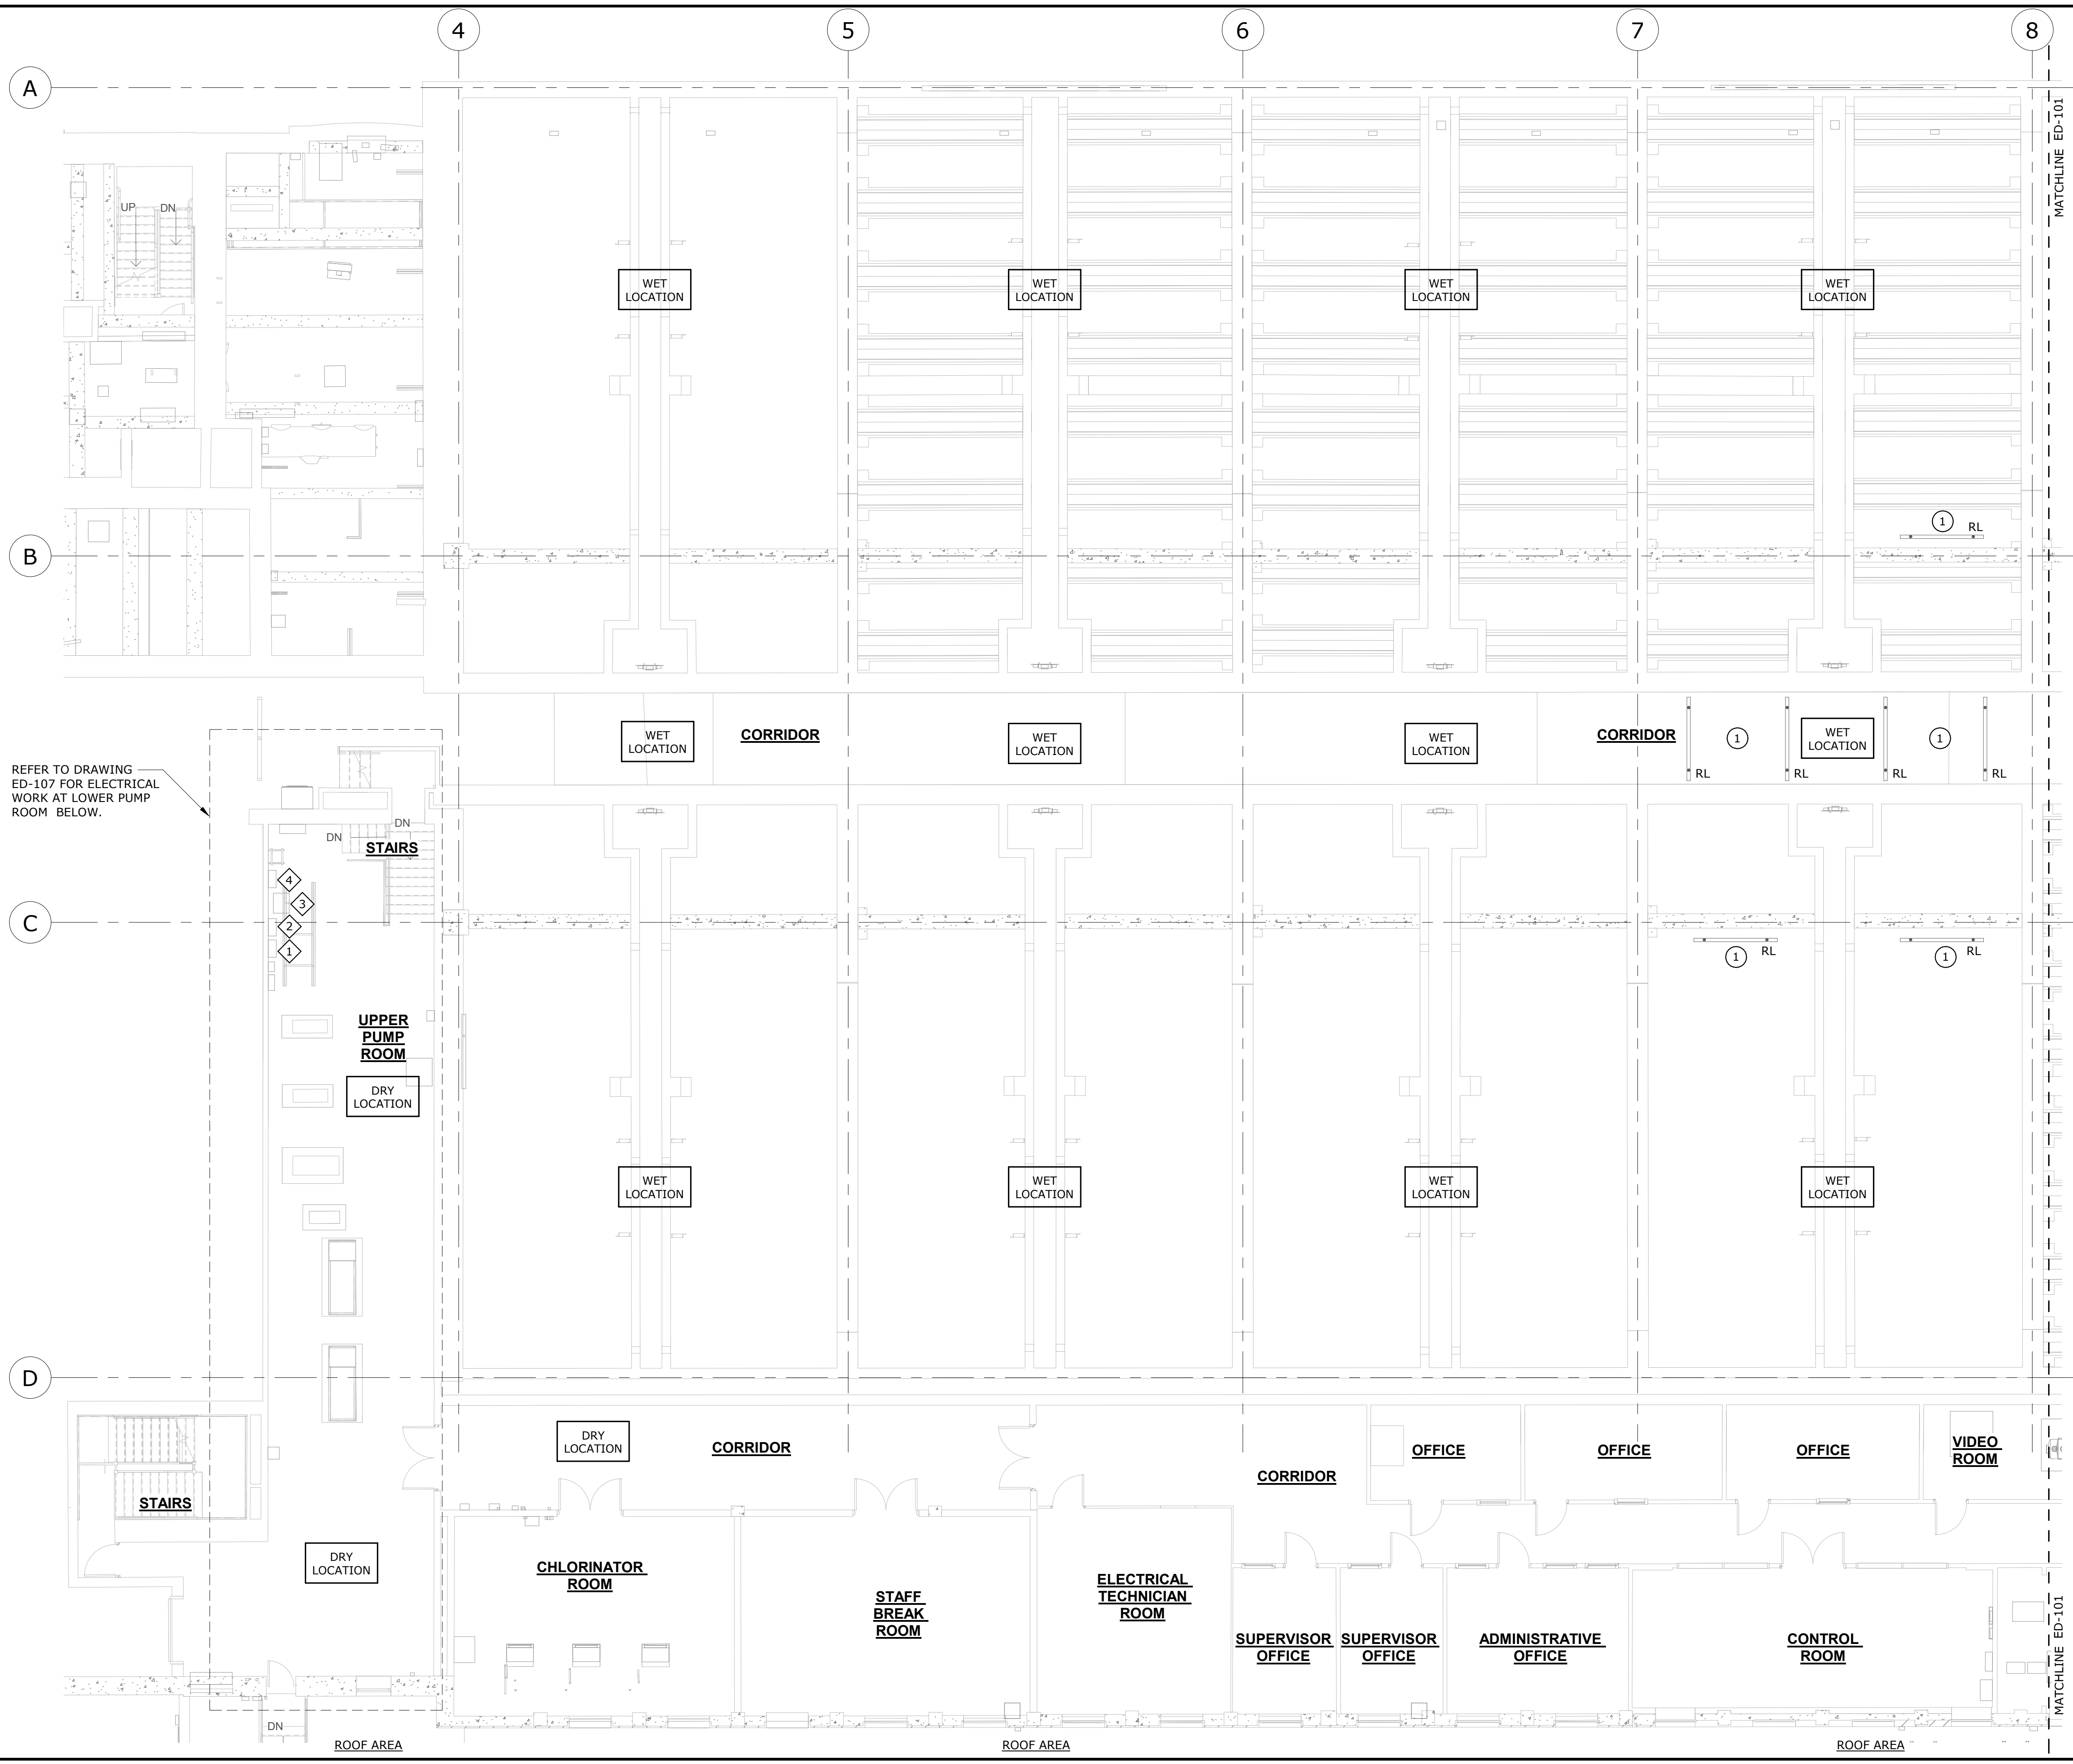 4
5
6
7
8
A
MATCHLINE ED-101
UP
DN
WET
LOCATION
WET
LOCATION
WET
LOCATION
WET
LOCATION
1
RL
B
WET
LOCATION
CORRIDOR
WET
LOCATION
WET
LOCATION
CORRIDOR
1
WET
LOCATION
1
RL
RL
RL
RL
REFER TO DRAWING
ED-107 FOR ELECTRICAL
WORK AT LOWER PUMP
ROOM BELOW.
DN
DN
STAIRS
4
3
2
1
C
1
RL
1
RL
UPPER
PUMP
ROOM
DRY
LOCATION
WET
LOCATION
WET
LOCATION
WET
LOCATION
WET
LOCATION
D
DRY
LOCATION
CORRIDOR
CORRIDOR
OFFICE
OFFICE
OFFICE
VIDEO
ROOM
STAIRS
DRY
LOCATION
CHLORINATOR
ROOM
STAFF
BREAK
ROOM
ELECTRICAL
TECHNICIAN
ROOM
SUPERVISOR
OFFICE
SUPERVISOR
OFFICE
ADMINISTRATIVE
OFFICE
CONTROL
ROOM
MATCHLINE ED-101
DN
ROOF AREA
ROOF AREA
ROOF AREA